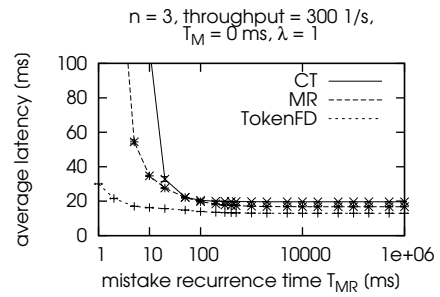 n = 3, throughput = 300 1/s,
T_M = 0 ms, λ = 1
average latency [ms]
100
80
60
40
20
0
CT
MR
TokenFD
1 10 100 10000 1e+06
mistake recurrence time T_MR [ms]